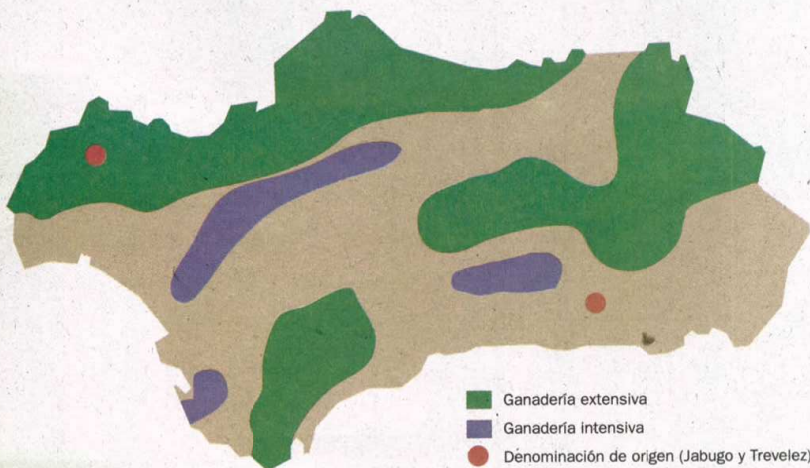 Ganadería extensiva
Ganadería intensiva
Denominación de origen (Jabugo y Trevelez)